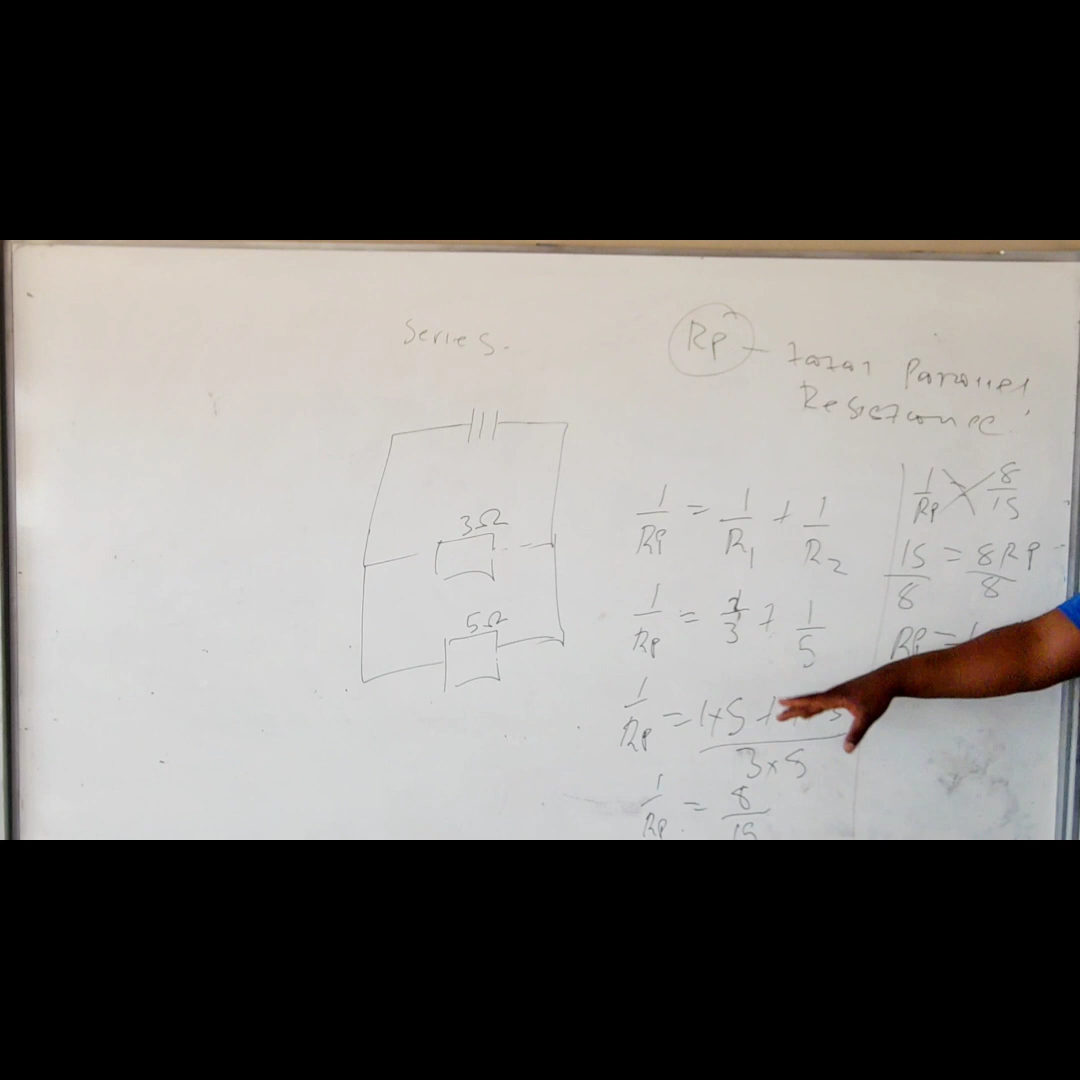 Series.
Rp – total Parallel
Resistance
3Ω
5Ω
1/Rp = 1/R1 + 1/R2
1/Rp = 1/3 + 1/5
1/Rp = 1×5 +
3×5
1/Rp = 8/15
1/Rp = 8/15
15/8 = 8Rp/8
Rp =